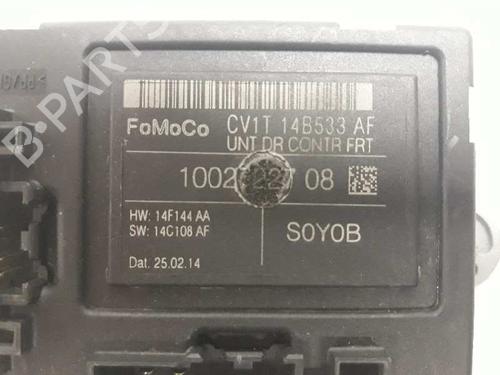 FoMoCo CV1T 14B533 AF
UNT DR CONTR FRT
08
HW: 14F144 AA
SW: 14C108 AF
S0Y0B
Dat. 25.02.14